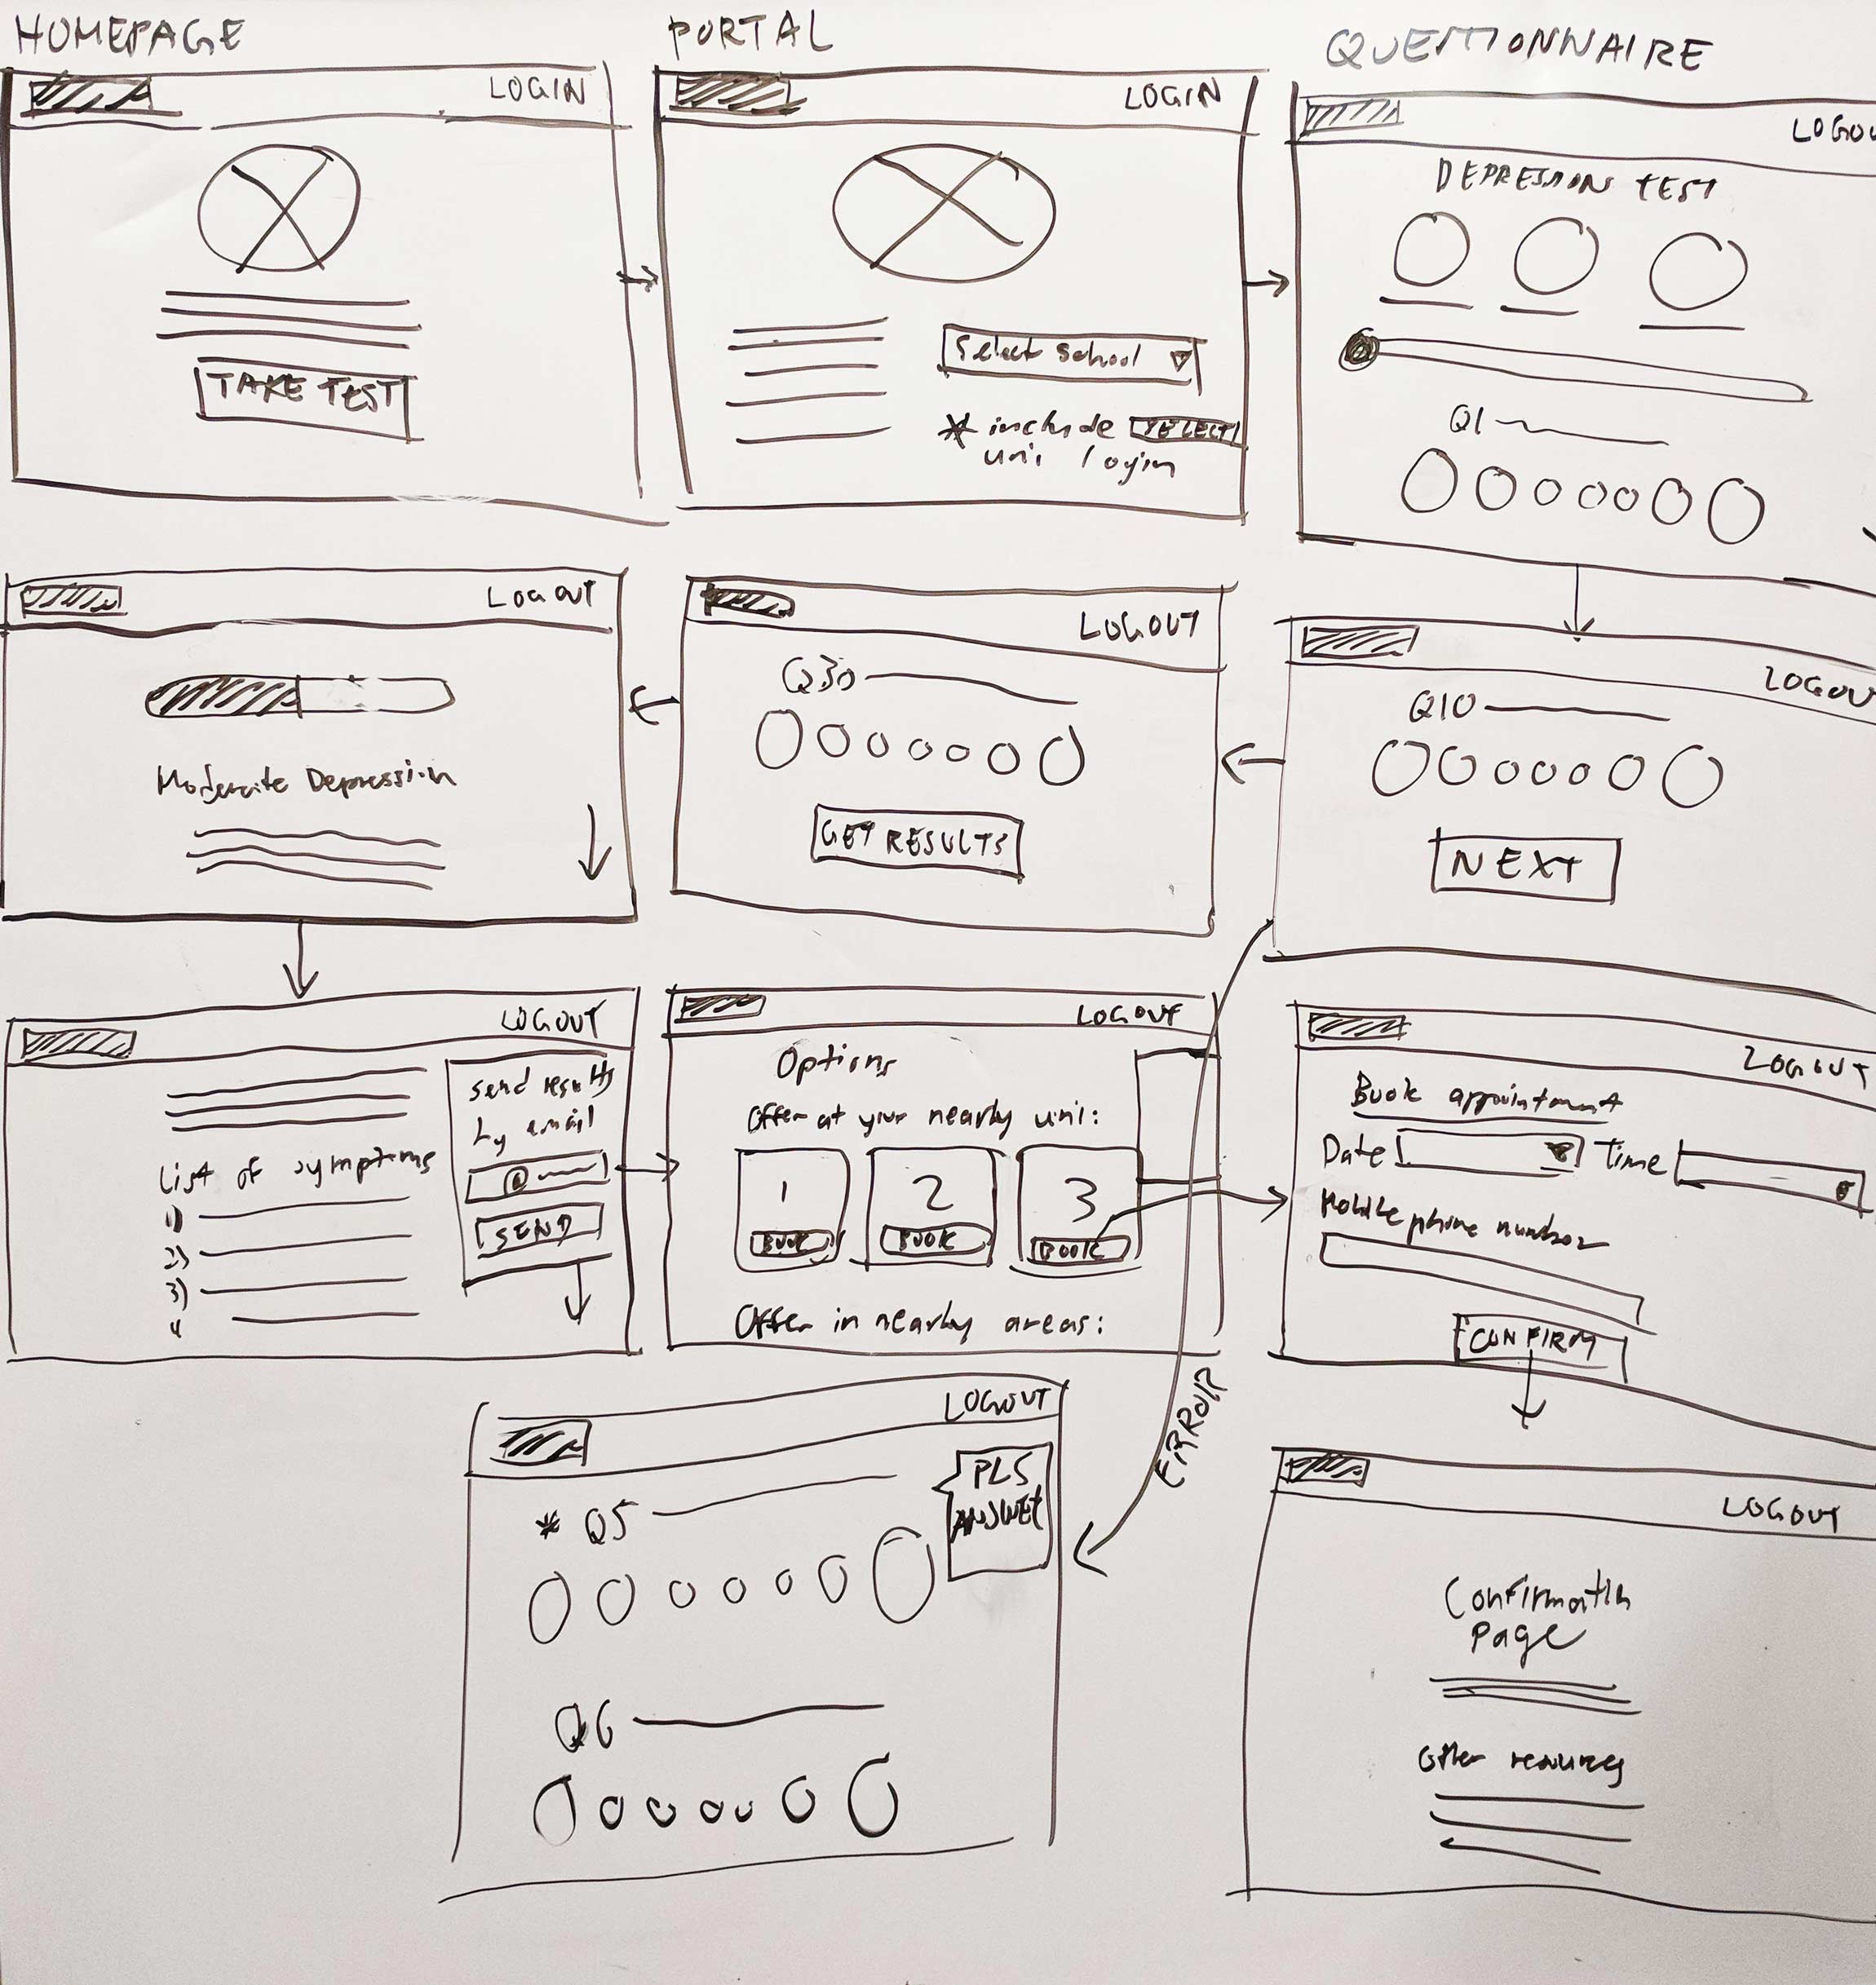 HOMEPAGE
LOGIN
TAKE TEST
PORTAL
LOGIN
Select school
* include SELECT
uni login
QUESTIONNAIRE
LOGOU
DEPRESSION TEST
Q1
LOGOUT
Q10
NEXT
LOGOUT
Q30
GET RESULTS
LOGOUT
Moderate Depression
LOGOUT
List of symptoms
1)
2)
3)
4
Send results
by email
@
SEND
LOGOUT
Options
Offer at your nearby uni:
1
2
3
BOOK
BOOK
BOOK
Offer in nearby areas:
LOGOUT
Book appointment
Date
Time
Mobile phone number
CONFIRM
ERROR
LOGOUT
* Q5
PLS
ANSWER
Q6
LOGOUT
Confirmation
Page
Other resources